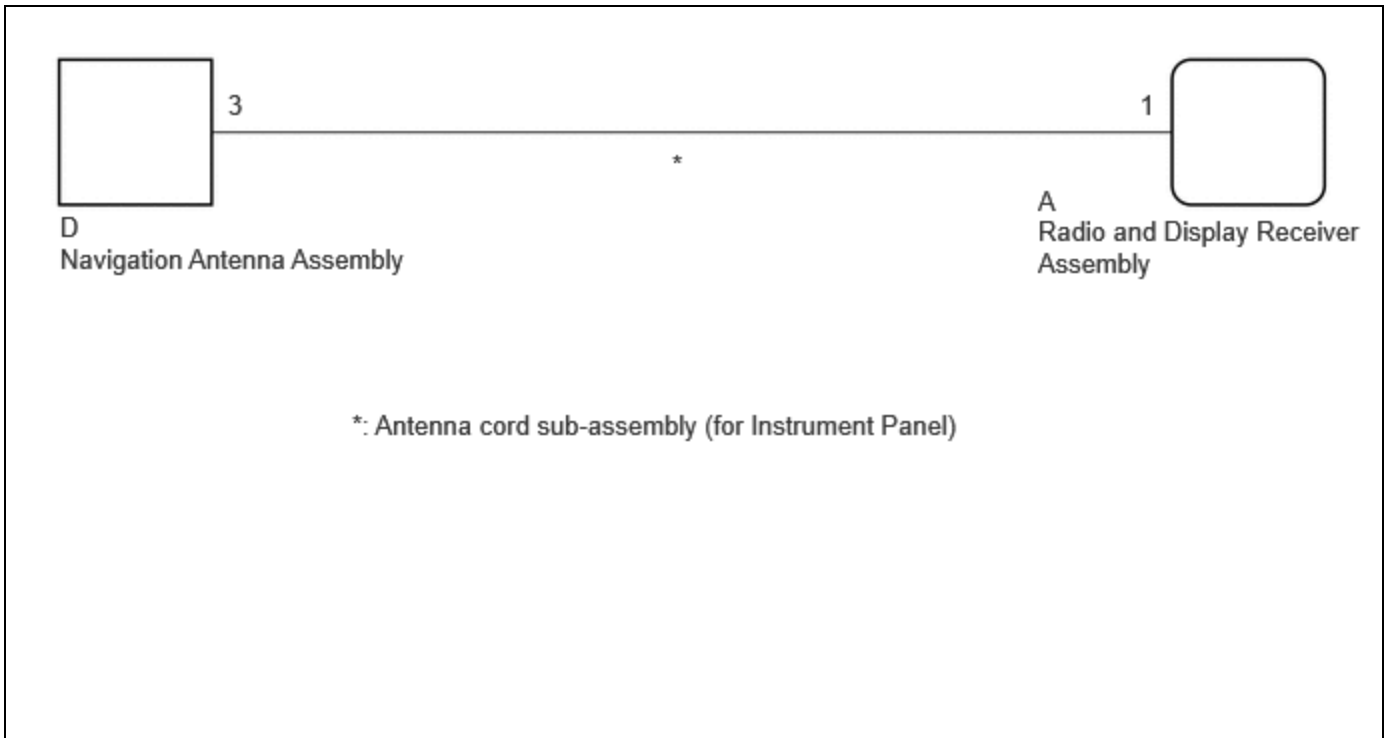 3
1
*
D
Navigation Antenna Assembly
A
Radio and Display Receiver
Assembly
*: Antenna cord sub-assembly (for Instrument Panel)